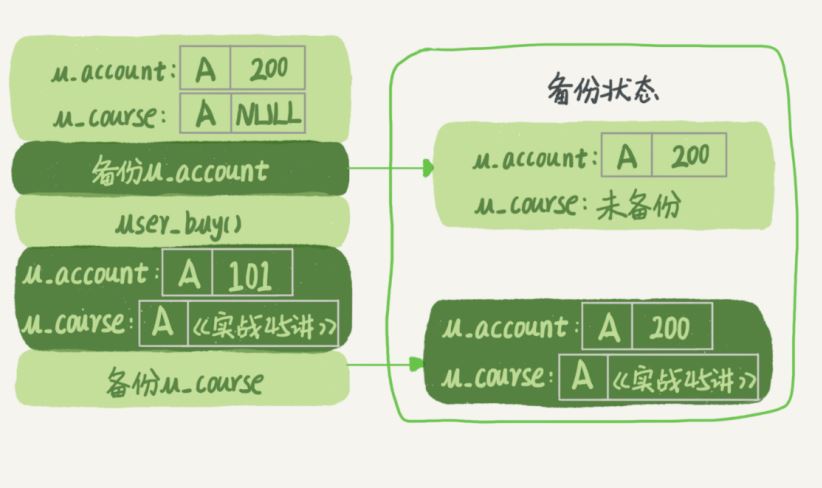 u_account: A 200
u_course: A NULL
备份u_account
user_buy()
u_account: A 101
u_course: A 《实战45讲》
备份u_course
备份状态
u_account: A 200
u_course: 未备份
u_account: A 200
u_course: A 《实战45讲》